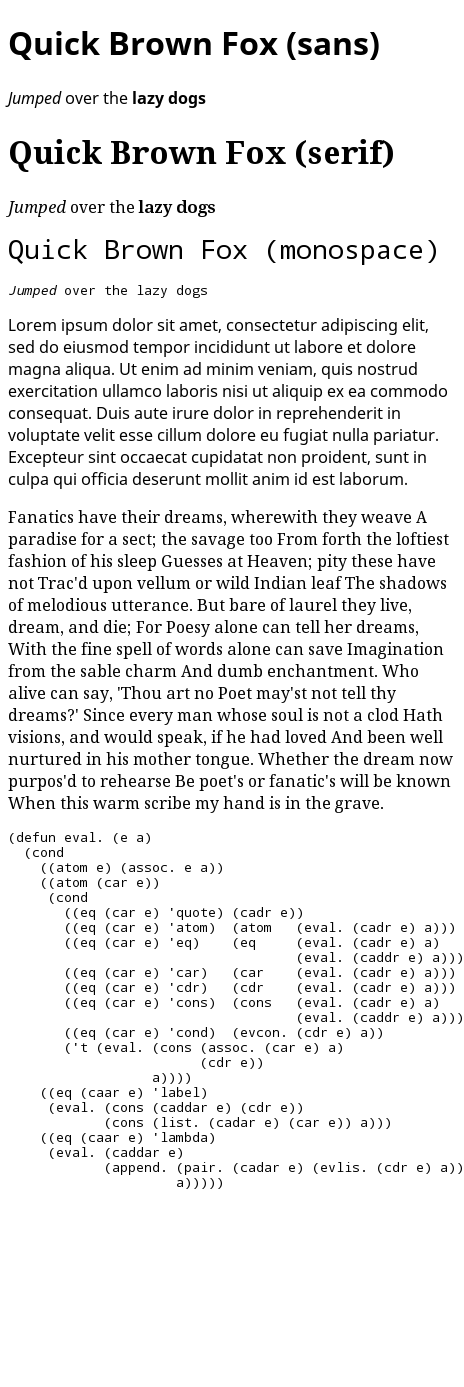 Quick Brown Fox (sans)
Jumped over the lazy dogs
Quick Brown Fox (serif)
Jumped over the lazy dogs
Quick Brown Fox (monospace)
Jumped over the lazy dogs
Lorem ipsum dolor sit amet, consectetur adipiscing elit,
sed do eiusmod tempor incididunt ut labore et dolore
magna aliqua. Ut enim ad minim veniam, quis nostrud
exercitation ullamco laboris nisi ut aliquip ex ea commodo
consequat. Duis aute irure dolor in reprehenderit in
voluptate velit esse cillum dolore eu fugiat nulla pariatur.
Excepteur sint occaecat cupidatat non proident, sunt in
culpa qui officia deserunt mollit anim id est laborum.
Fanatics have their dreams, wherewith they weave A
paradise for a sect; the savage too From forth the loftiest
fashion of his sleep Guesses at Heaven; pity these have
not Trac'd upon vellum or wild Indian leaf The shadows
of melodious utterance. But bare of laurel they live,
dream, and die; For Poesy alone can tell her dreams,
With the fine spell of words alone can save Imagination
from the sable charm And dumb enchantment. Who
alive can say, 'Thou art no Poet may'st not tell thy
dreams?' Since every man whose soul is not a clod Hath
visions, and would speak, if he had loved And been well
nurtured in his mother tongue. Whether the dream now
purpos'd to rehearse Be poet's or fanatic's will be known
When this warm scribe my hand is in the grave.
(defun eval. (e a)
  (cond
    ((atom e) (assoc. e a))
    ((atom (car e))
     (cond
       ((eq (car e) 'quote) (cadr e))
       ((eq (car e) 'atom)  (atom   (eval. (cadr e) a)))
       ((eq (car e) 'eq)    (eq     (eval. (cadr e) a)
                                    (eval. (caddr e) a)))
       ((eq (car e) 'car)   (car    (eval. (cadr e) a)))
       ((eq (car e) 'cdr)   (cdr    (eval. (cadr e) a)))
       ((eq (car e) 'cons)  (cons   (eval. (cadr e) a)
                                    (eval. (caddr e) a)))
       ((eq (car e) 'cond)  (evcon. (cdr e) a))
       ('t (eval. (cons (assoc. (car e) a)
                        (cdr e))
                  a))))
    ((eq (caar e) 'label)
     (eval. (cons (caddar e) (cdr e))
            (cons (list. (cadar e) (car e)) a)))
    ((eq (caar e) 'lambda)
     (eval. (caddar e)
            (append. (pair. (cadar e) (evlis. (cdr e) a))
                     a)))))